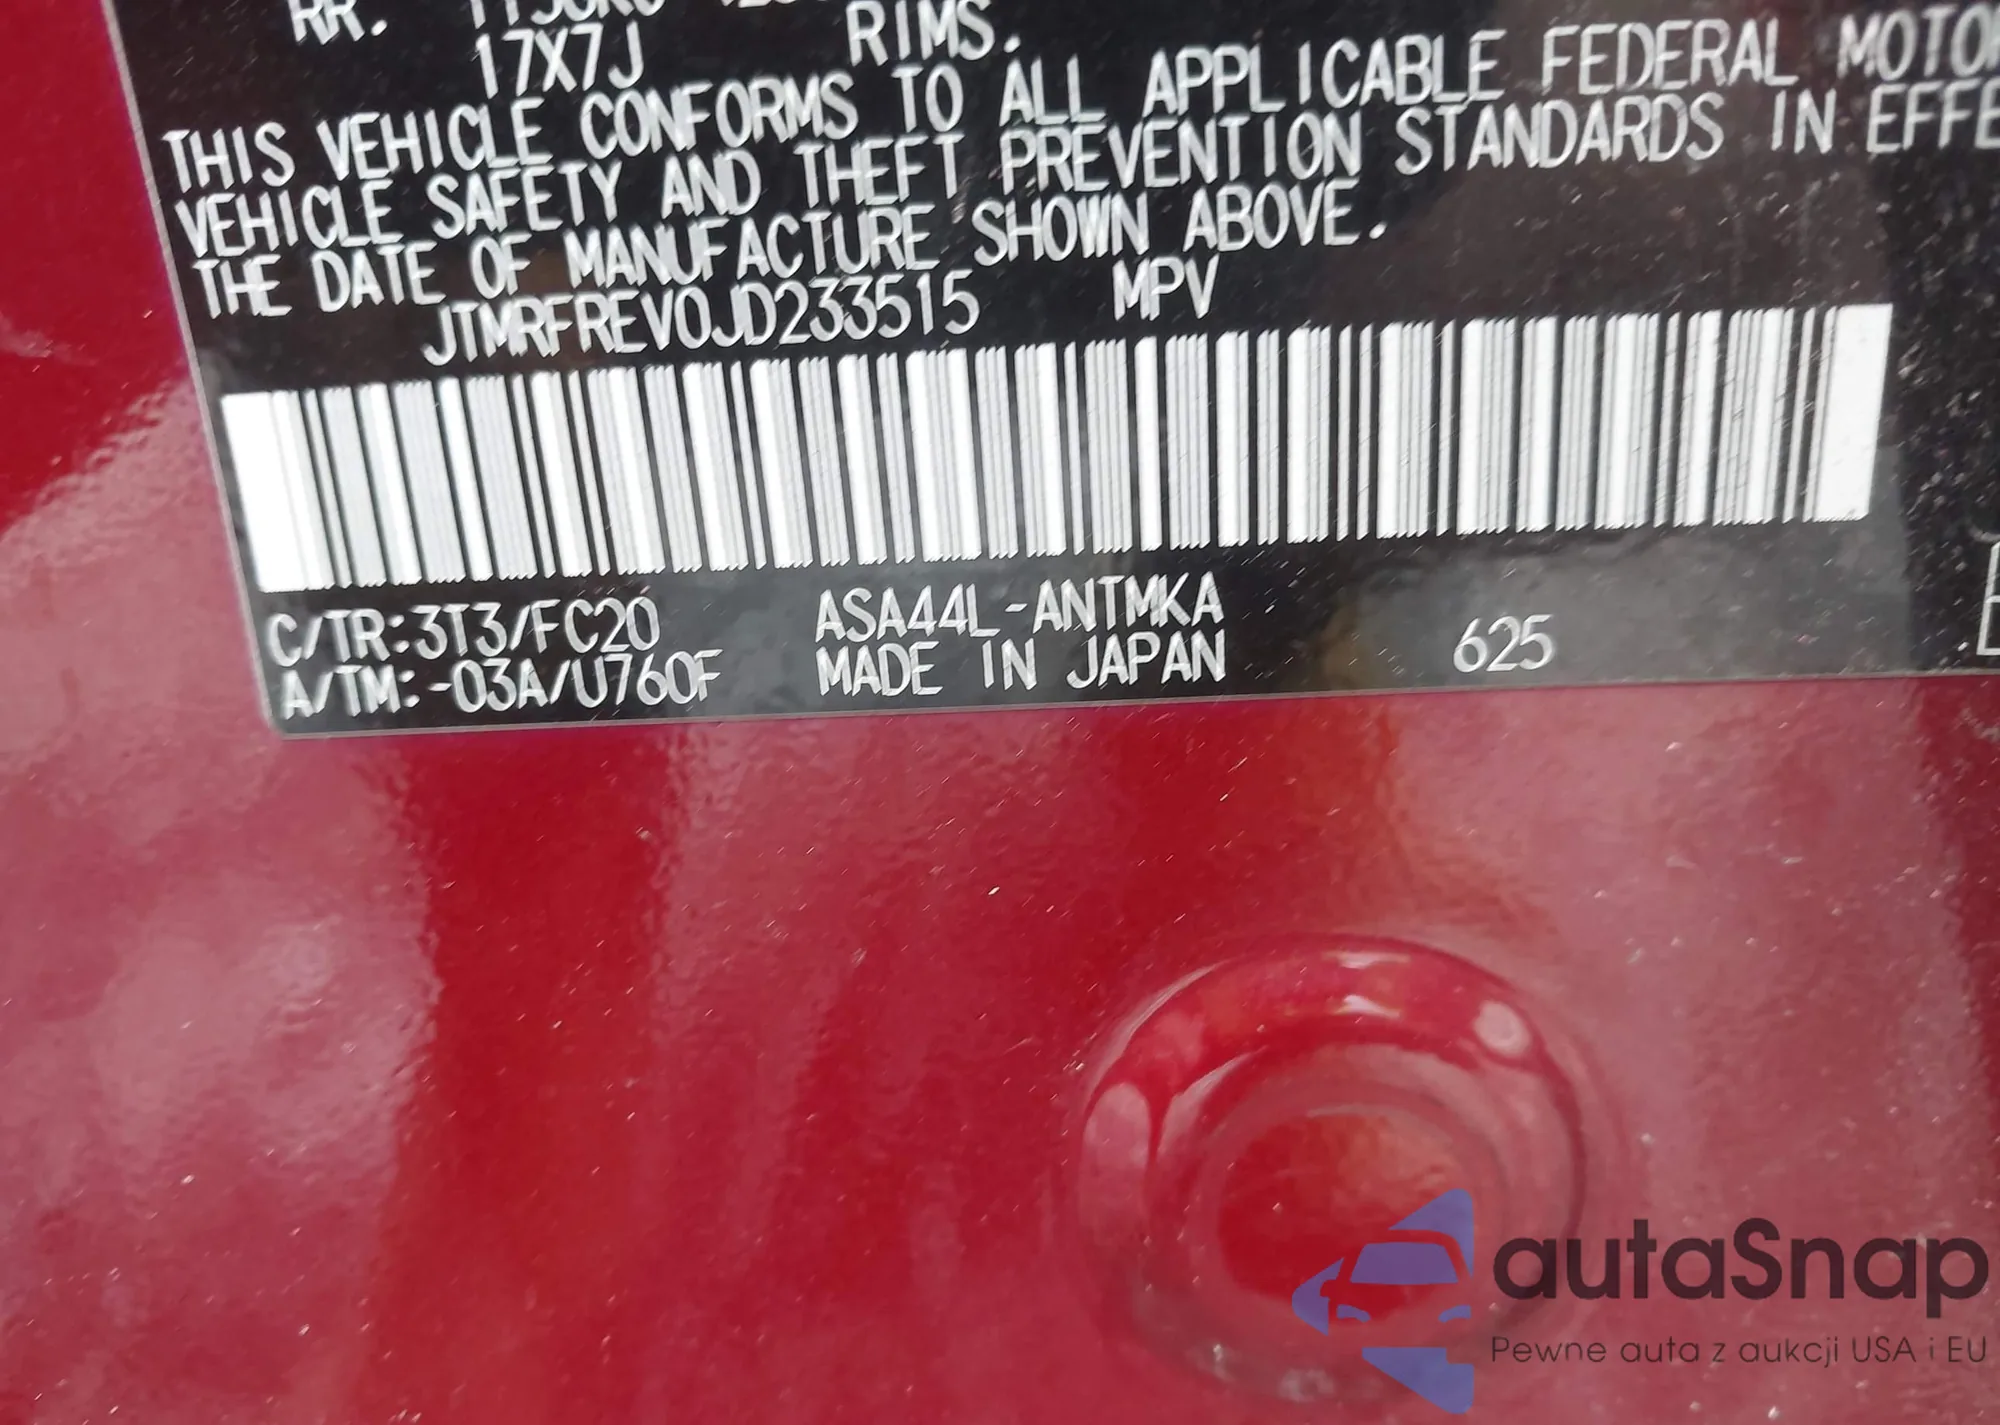 RR.
17X7J RIMS.
THIS VEHICLE CONFORMS TO ALL APPLICABLE FEDERAL MOTOR
VEHICLE SAFETY AND THEFT PREVENTION STANDARDS IN EFFE
THE DATE OF MANUFACTURE SHOWN ABOVE.
JTMRFREV0JD233515 MPV
C/TR:3T3/FC20 ASA44L-ANTMKA 625
A/TM:-03A/U760F MADE IN JAPAN
autaSnap
Pewne auta z aukcji USA i EU